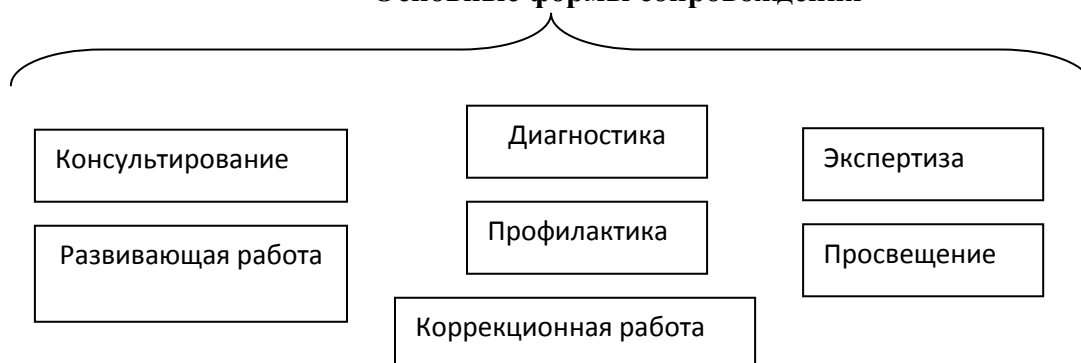 Основные формы сопровождения
Консультирование
Диагностика
Экспертиза
Развивающая работа
Профилактика
Просвещение
Коррекционная работа